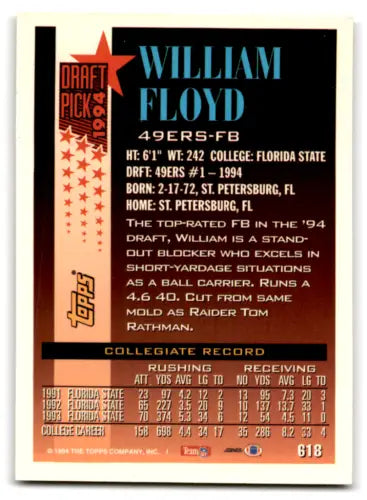 DRAFT
PICK
1994
WILLIAM
FLOYD
49ERS-FB
HT: 6'1" WT: 242 COLLEGE: FLORIDA STATE
DRFT: 49ERS #1 – 1994
BORN: 2-17-72, ST. PETERSBURG, FL
HOME: ST. PETERSBURG, FL
THE TOP-RATED FB IN THE '94
DRAFT, WILLIAM IS A STAND-
OUT BLOCKER WHO EXCELS IN
SHORT-YARDAGE SITUATIONS
AS A BALL CARRIER. RUNS A
4.6 40. CUT FROM SAME
MOLD AS RAIDER TOM
RATHMAN.
topps
COLLEGIATE RECORD
RUSHING RECEIVING
ATT YDS AVG LG TD NO YDS AVG LG TD
1991 FLORIDA STATE 23 97 4.2 12 2 13 95 7.3 20 3
1992 FLORIDA STATE 65 227 3.5 20 9 10 137 13.7 33 1
1993 FLORIDA STATE 70 374 5.3 34 6 12 54 4.5 11 0
COLLEGE CAREER 158 698 4.4 34 17 35 286 8.2 33 4
© 1994 THE TOPPS COMPANY, INC.
Team NFL
618